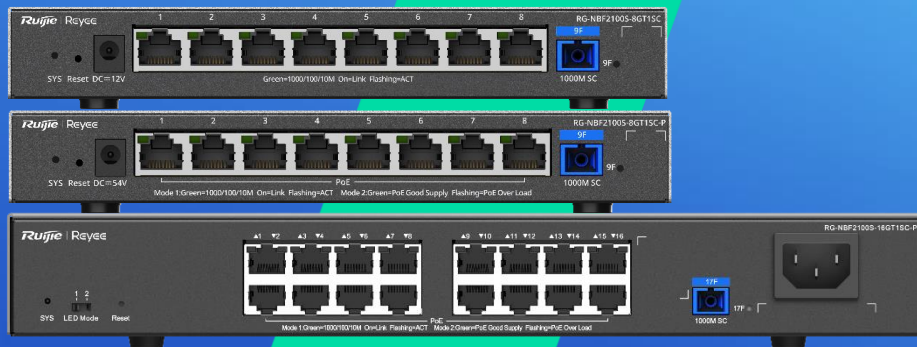 Ruijie | Reyee
1 2 3 4 5 6 7 8
RG-NBF2100S-8GT1SC
9F
9F
SYS Reset DC⎓12V
Green=1000/100/10M On=Link Flashing=ACT
1000M SC
Ruijie | Reyee
1 2 3 4 5 6 7 8
RG-NBF2100S-8GT1SC-P
9F
9F
SYS Reset DC⎓54V
PoE
Mode 1:Green=1000/100/10M On=Link Flashing=ACT Mode 2:Green=PoE Good Supply Flashing=PoE Over Load
1000M SC
RG-NBF2100S-16GT1SC-P
Ruijie | Reyee
▲1 ▼2 ▲3 ▼4 ▲5 ▼6 ▲7 ▼8 ▲9 ▼10 ▲11 ▼12 ▲13 ▼14 ▲15 ▼16
17F
1 2
17F
SYS LED Mode Reset
PoE
1000M SC
Mode 1:Green=1000/100/10M On=Link Flashing=ACT Mode 2:Green=PoE Good Supply Flashing=PoE Over Load